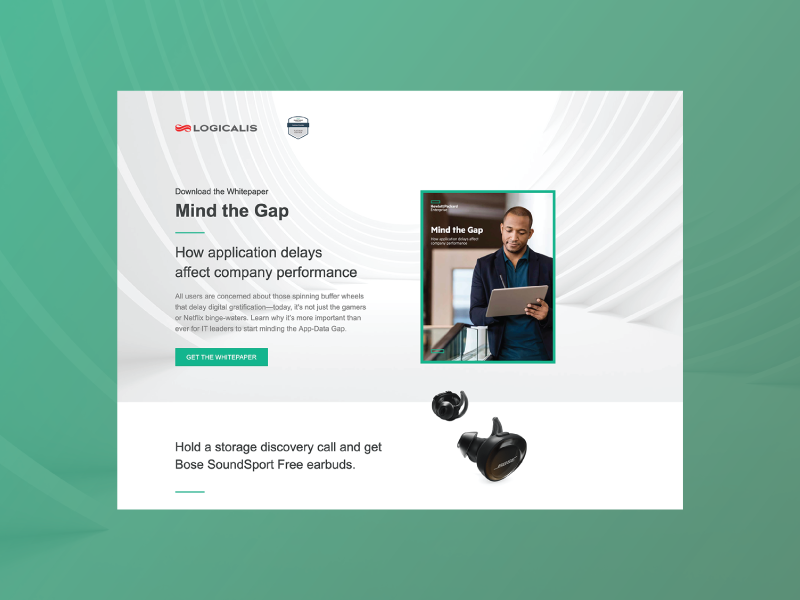 LOGICALIS
Download the Whitepaper
Mind the Gap
How application delays
affect company performance
All users are concerned about those spinning buffer wheels
that delay digital gratification—today, it's not just the gamers
or Netflix binge-waters. Learn why it's more important than
ever for IT leaders to start minding the App-Data Gap.
GET THE WHITEPAPER
Hewlett Packard
Enterprise
Mind the Gap
How application delays affect
company performance
Hold a storage discovery call and get
Bose SoundSport Free earbuds.
BOSE